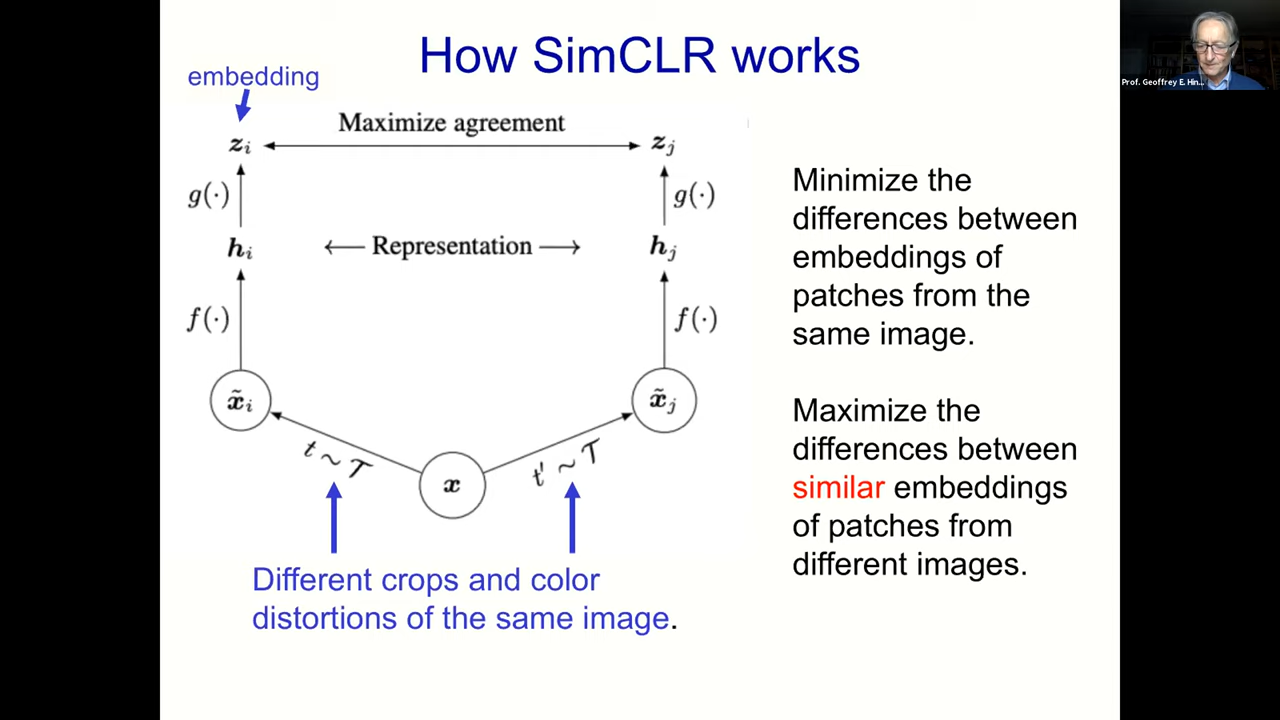 How SimCLR works
embedding
Maximize agreement
z_i
z_j
g(·)
g(·)
h_i
← Representation →
h_j
f(·)
f(·)
x̃_i
x̃_j
t ~ 𝒯
t' ~ 𝒯
x
Different crops and color
distortions of the same image.
Minimize the
differences between
embeddings of
patches from the
same image.
Maximize the
differences between
similar embeddings
of patches from
different images.
Prof. Geoffrey E. Hin...